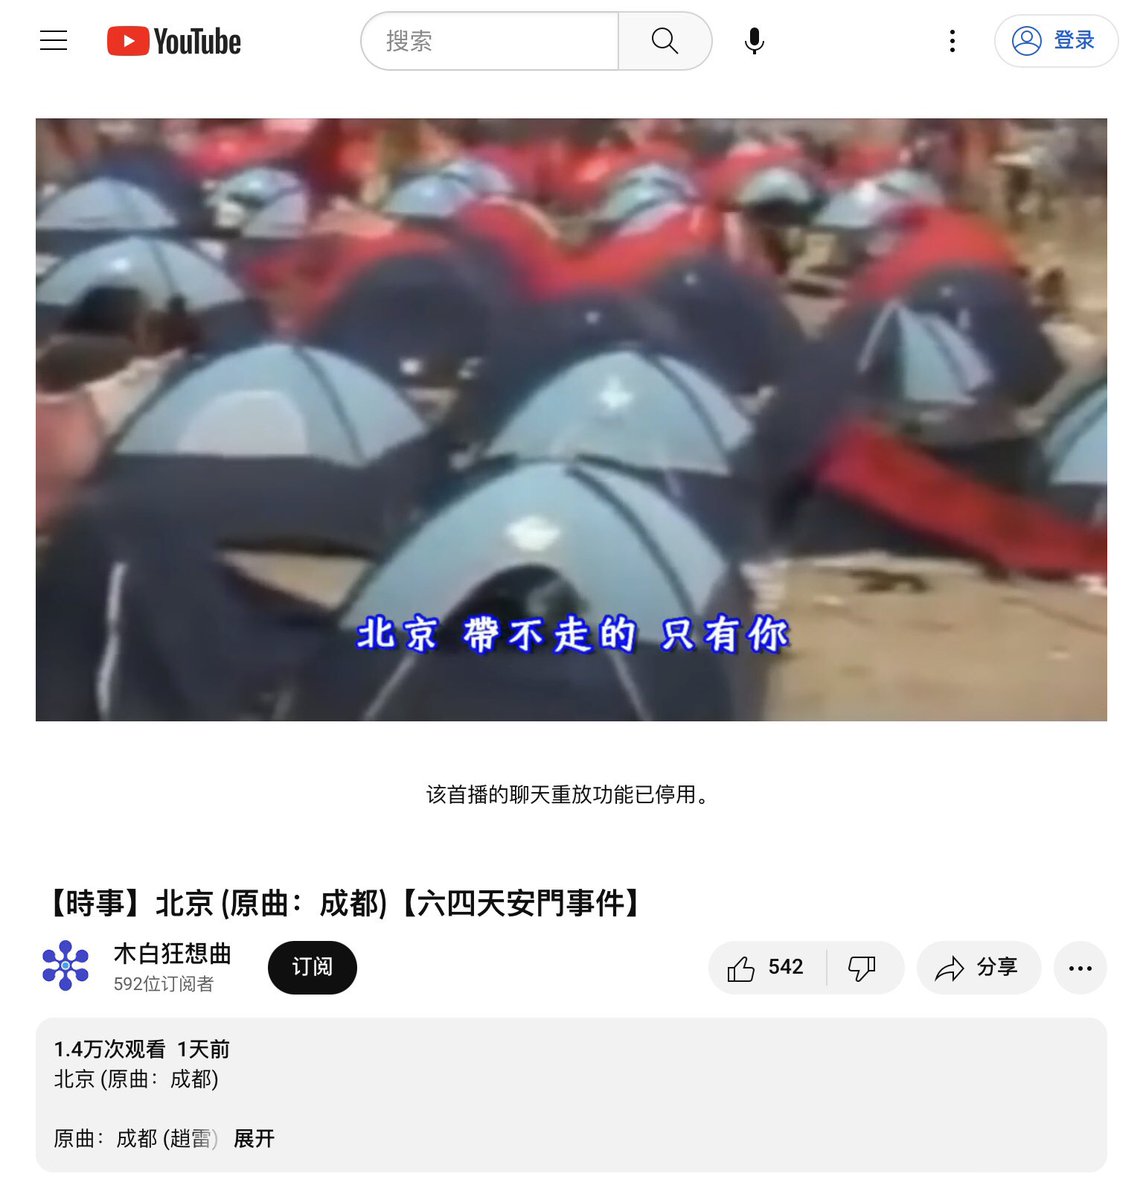 YouTube
搜索
登录
北京 帶不走的 只有你
该首播的聊天重放功能已停用。
【時事】北京 (原曲：成都)【六四天安門事件】
木白狂想曲
592位订阅者
订阅
542
分享
1.4万次观看 1天前
北京 (原曲：成都)
原曲：成都 (趙雷) 展开